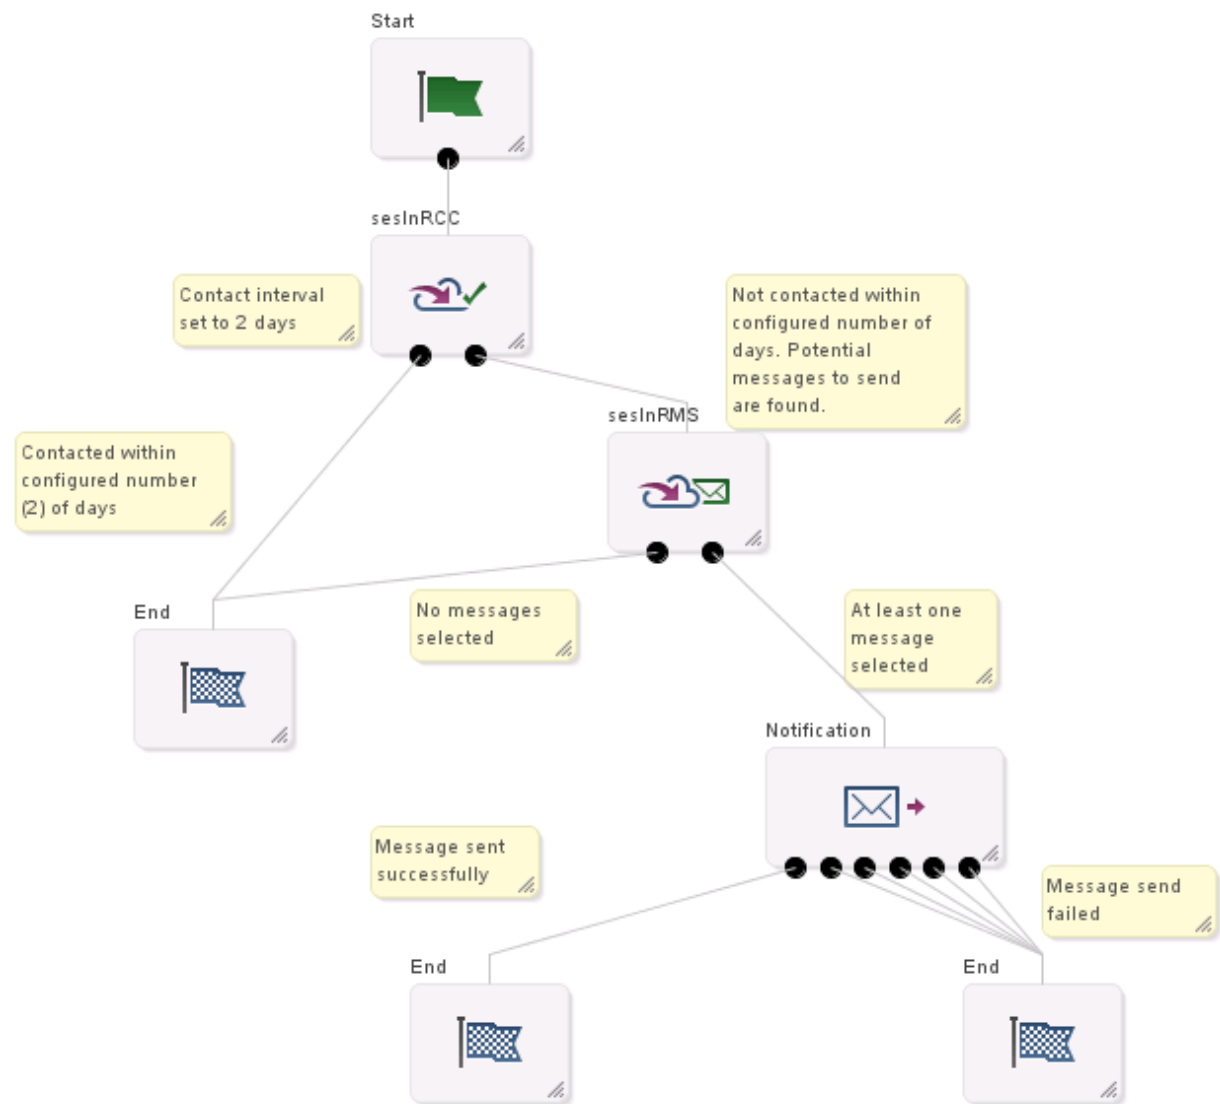 Start
sesInRCC
Contact interval
set to 2 days
Not contacted within
configured number of
days. Potential
messages to send
are found.
sesInRMS
Contacted within
configured number
(2) of days
End
No messages
selected
At least one
message
selected
Notification
Message sent
successfully
Message send
failed
End
End